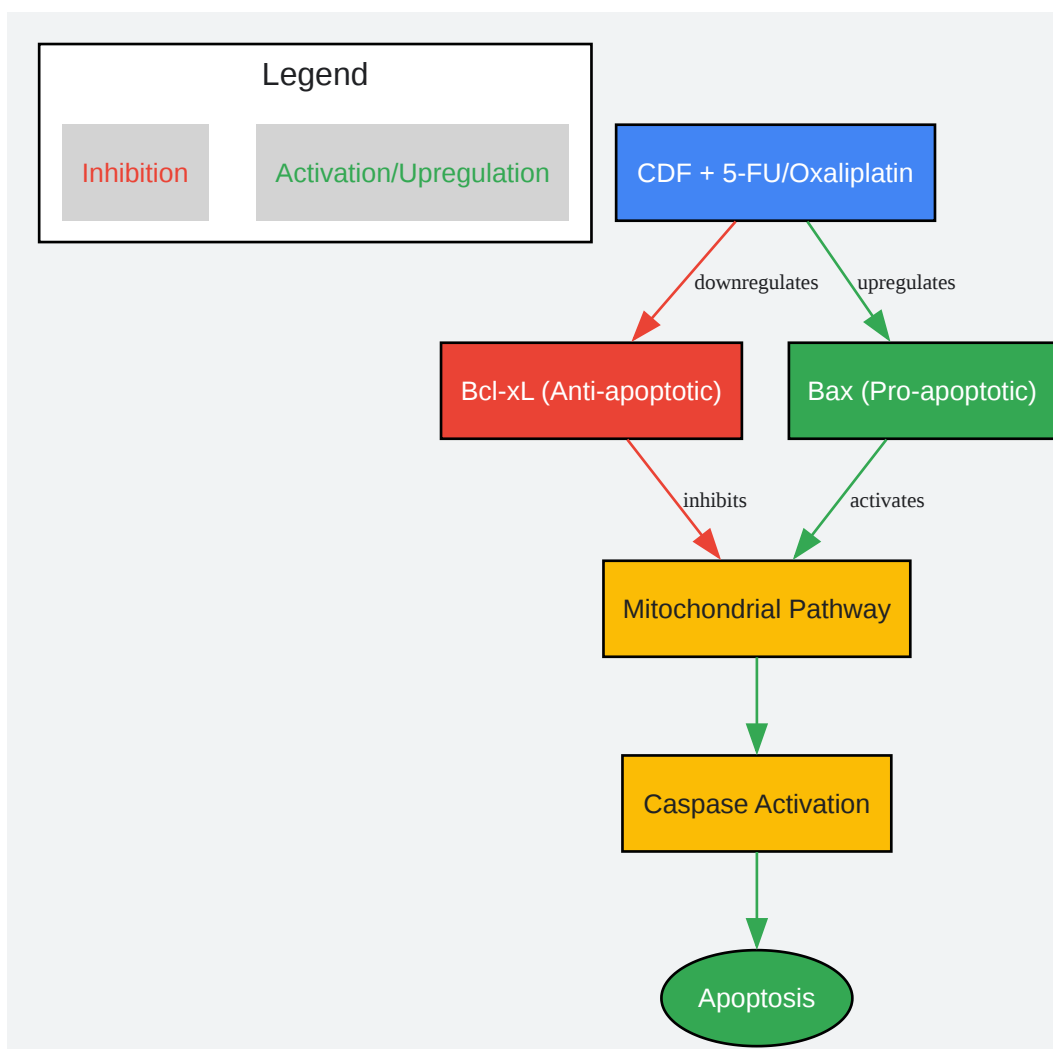 Legend
Inhibition
Activation/Upregulation
CDF + 5-FU/Oxaliplatin
downregulates
upregulates
Bcl-xL (Anti-apoptotic)
Bax (Pro-apoptotic)
inhibits
activates
Mitochondrial Pathway
Caspase Activation
Apoptosis